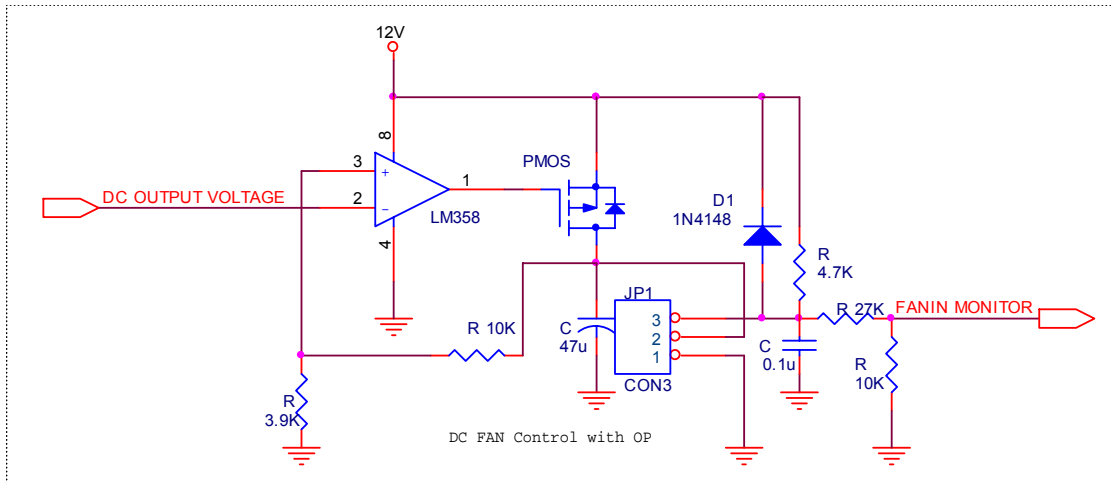 12V
8
3
+
DC OUTPUT VOLTAGE
2
−
1
LM358
4
PMOS
D1
1N4148
R
4.7K
JP1
3
2
1
CON3
R 27K
FANIN MONITOR
R 10K
C
47u
C
0.1u
R
10K
R
3.9K
DC FAN Control with OP